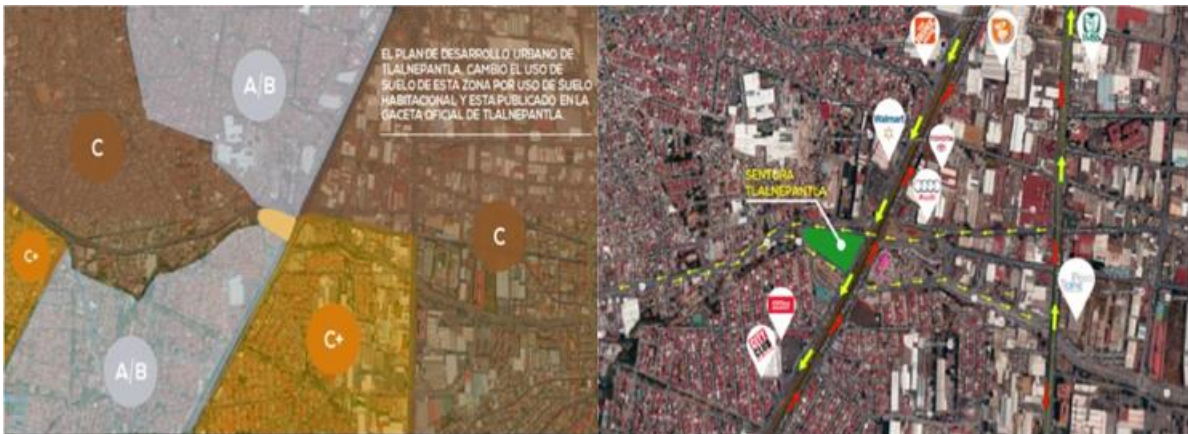 A/B
EL PLAN DE DESARROLLO URBANO DE
TLALNEPANTLA, CAMBIO EL USO DE
SUELO DE ESTA ZONA POR USO DE SUELO
HABITACIONAL Y ESTA PUBLICADO EN LA
GACETA OFICIAL DE TLALNEPANTLA.
C
C
C+
C+
A/B
IMSS
Walmart
Audi
SENTURA
TLALNEPANTLA